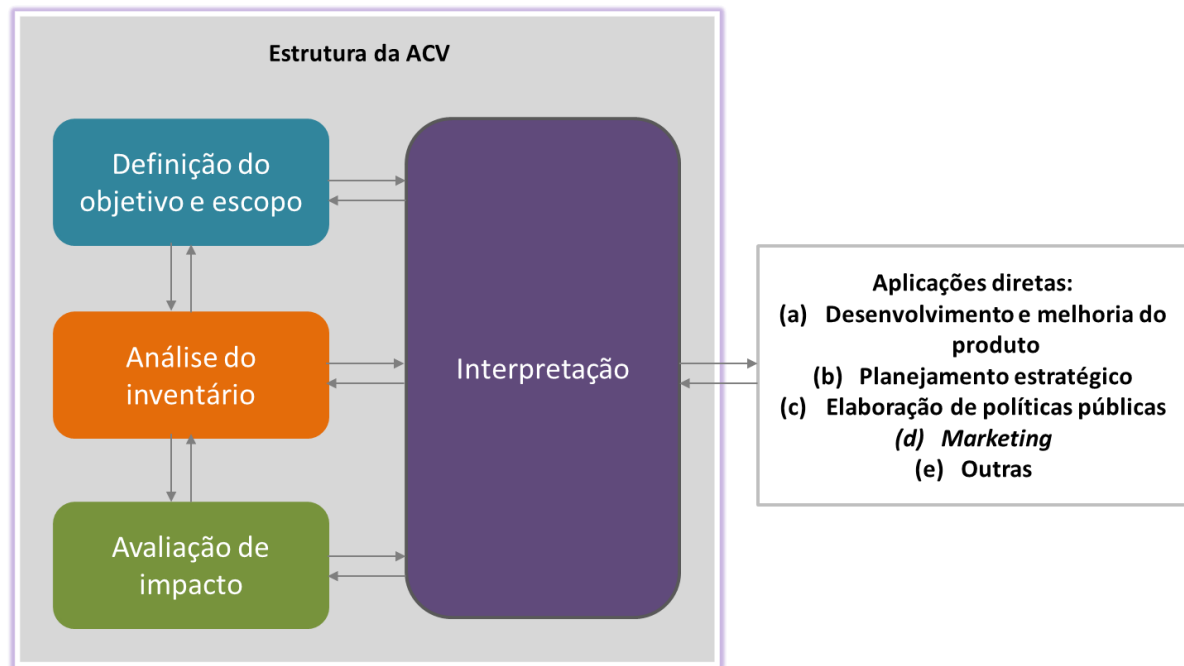 Estrutura da ACV
Definição do
objetivo e escopo
Análise do
inventário
Avaliação de
impacto
Interpretação
Aplicações diretas:
(a) Desenvolvimento e melhoria do
produto
(b) Planejamento estratégico
(c) Elaboração de políticas públicas
(d) Marketing
(e) Outras